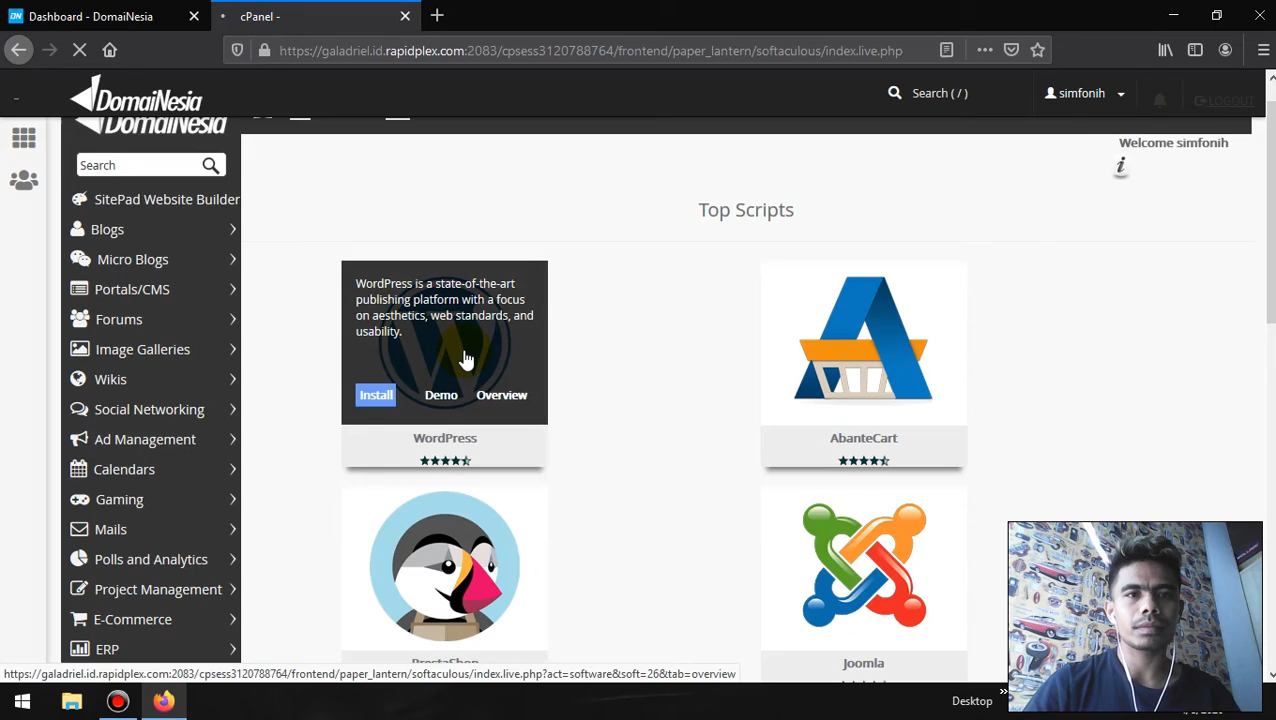 Dashboard - DomaiNesia
cPanel -
https://galadriel.id.rapidplex.com:2083/cpsess3120788764/frontend/paper_lantern/softaculous/index.live.php
DomaiNesia
DomaiNesia
Search ( / )
simfonih
LOGOUT
Welcome simfonih
Search
SitePad Website Builder
Blogs
Micro Blogs
Portals/CMS
Forums
Image Galleries
Wikis
Social Networking
Ad Management
Calendars
Gaming
Mails
Polls and Analytics
Project Management
E-Commerce
ERP
Top Scripts
WordPress is a state-of-the-art
publishing platform with a focus
on aesthetics, web standards, and
usability.
Install Demo Overview
WordPress
AbanteCart
Joomla
https://galadriel.id.rapidplex.com:2083/cpsess3120788764/frontend/paper_lantern/softaculous/index.live.php?act=software&soft=26&tab=overview
Desktop